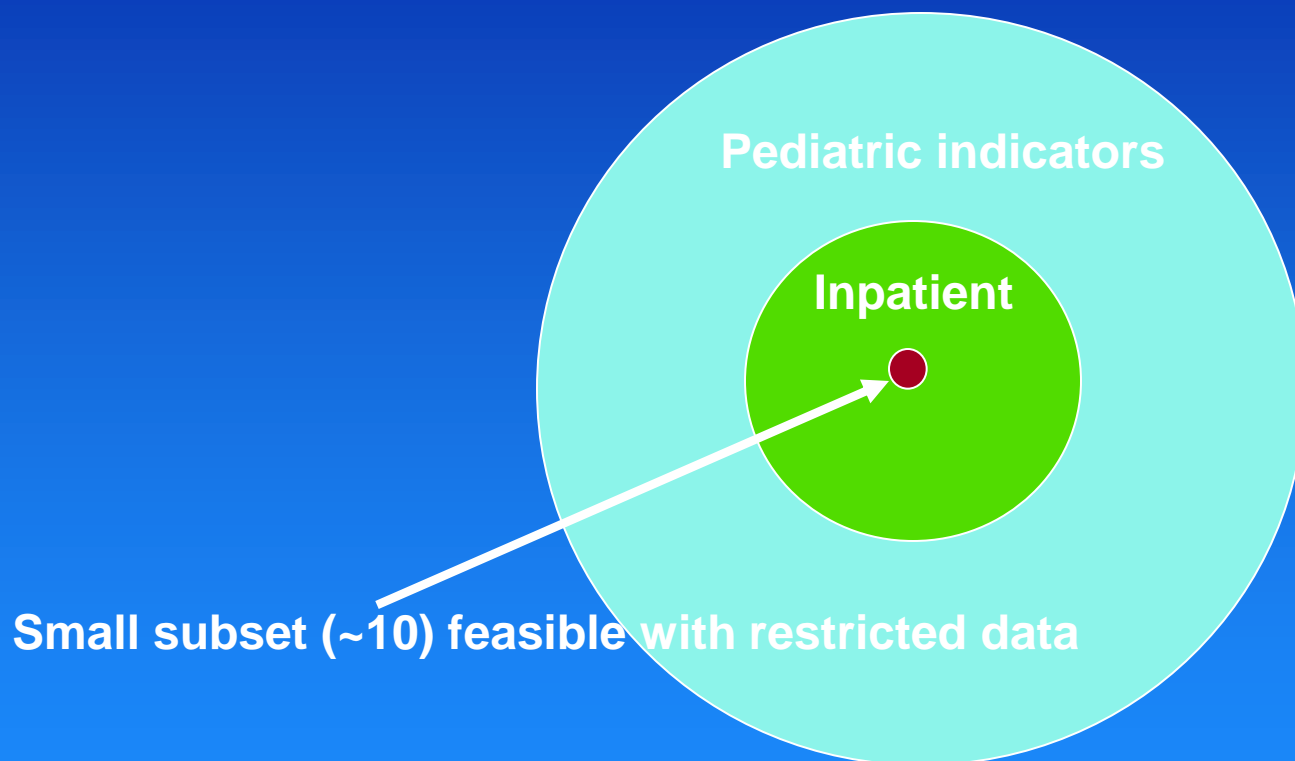 Pediatric indicators
Inpatient
Small subset (~10) feasible with restricted data